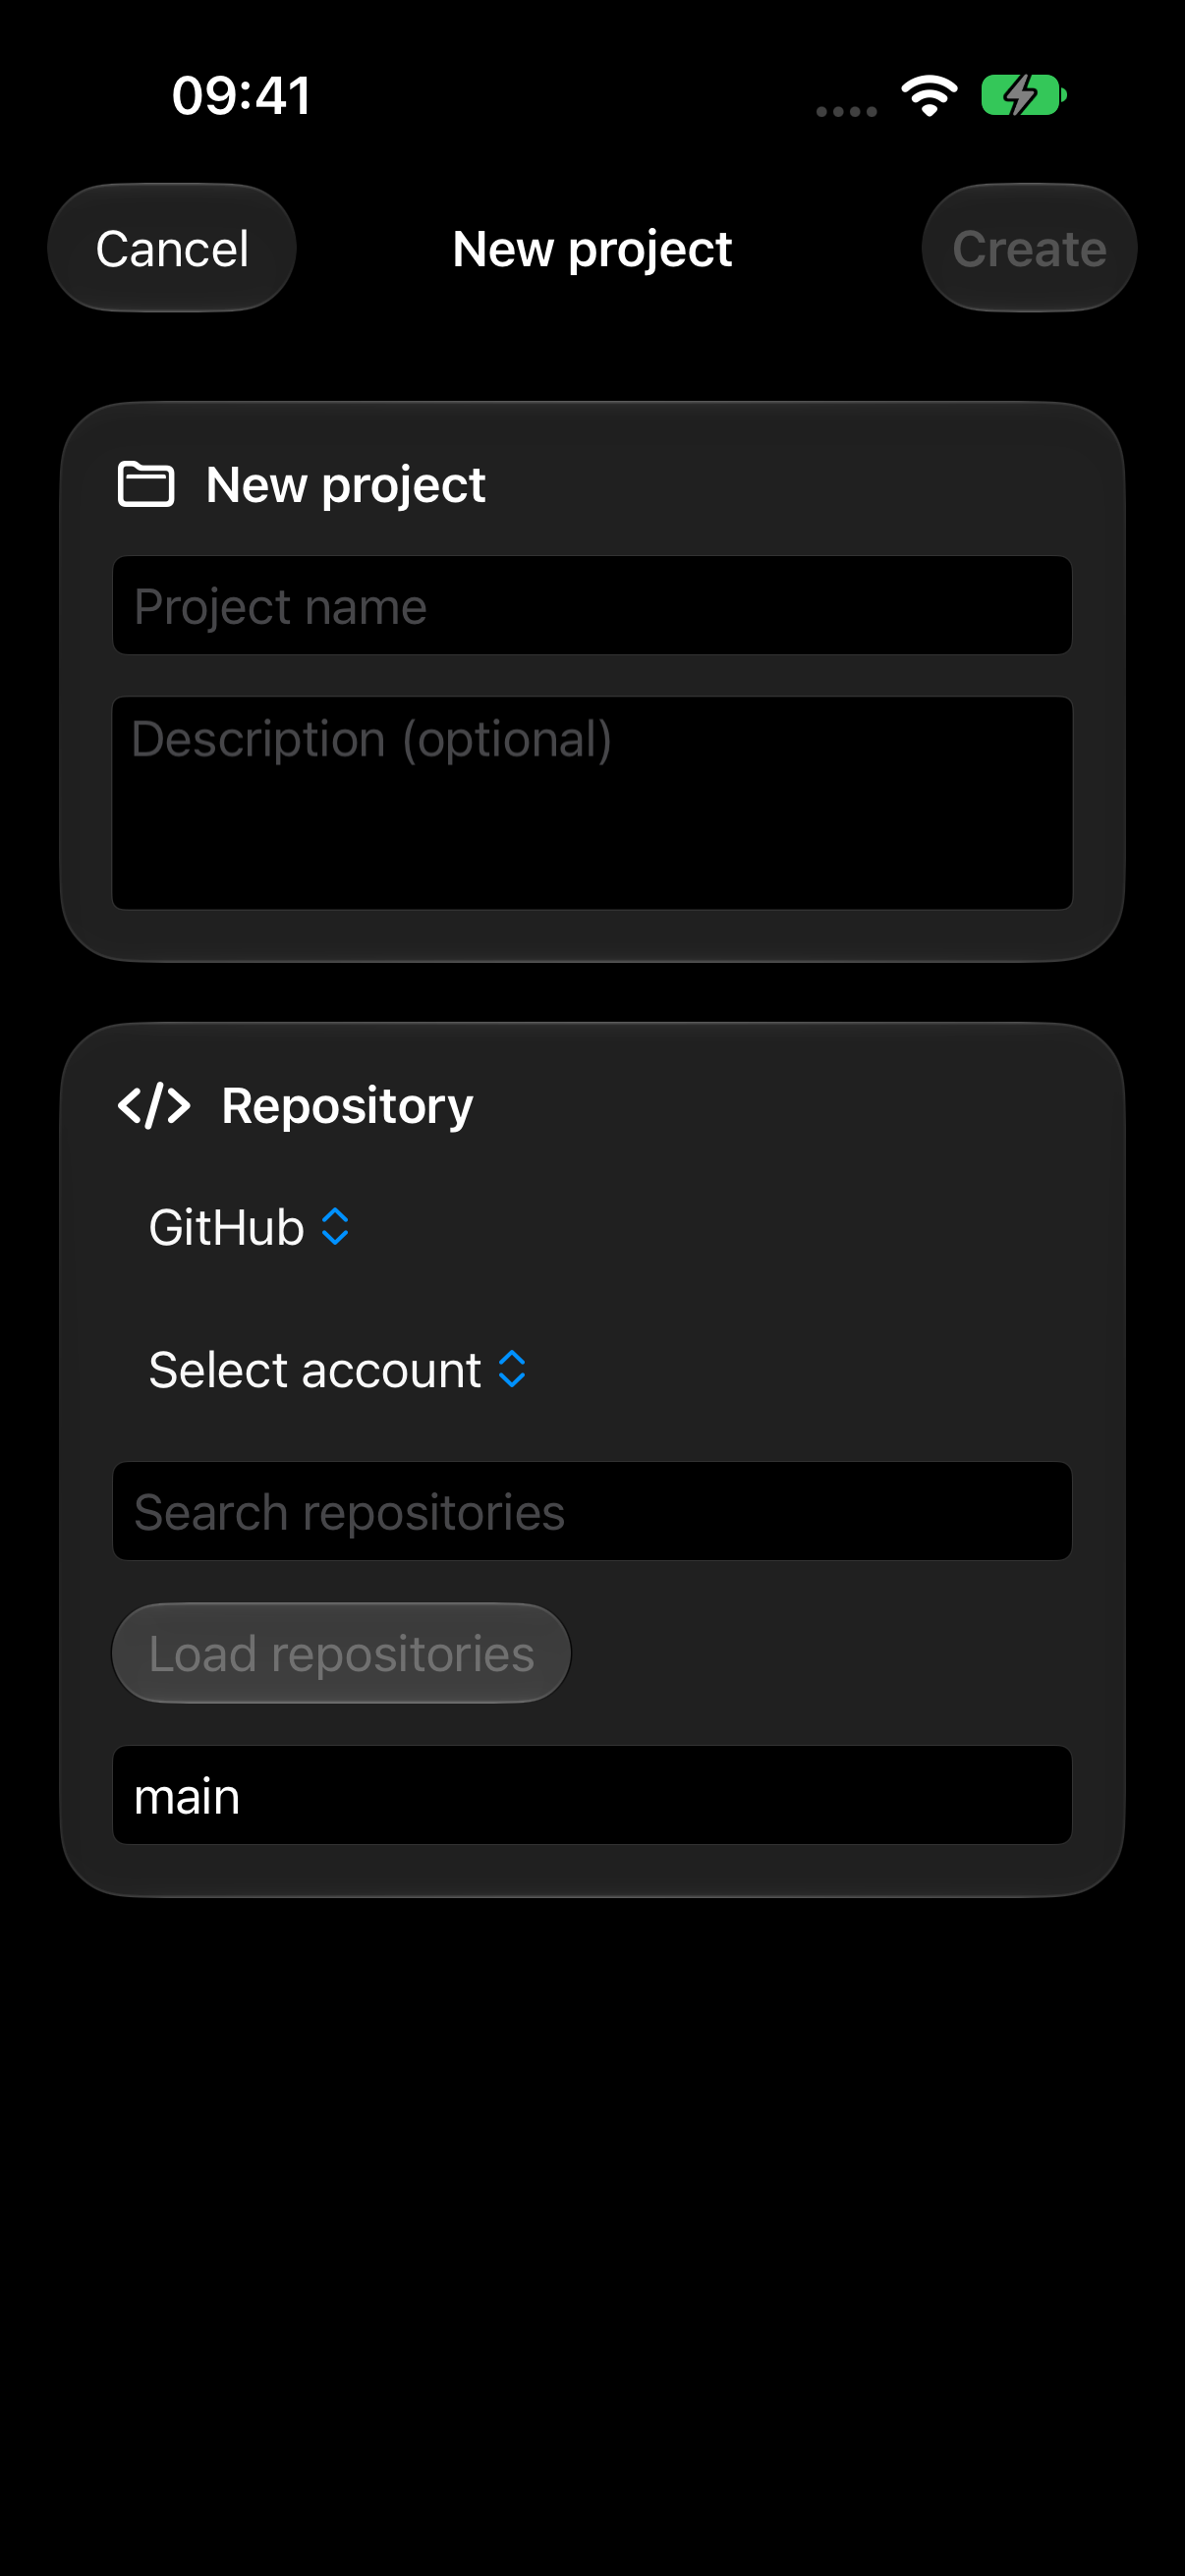 09:41
Cancel
New project
Create
New project
Project name
Description (optional)
Repository
GitHub
Select account
Search repositories
Load repositories
main